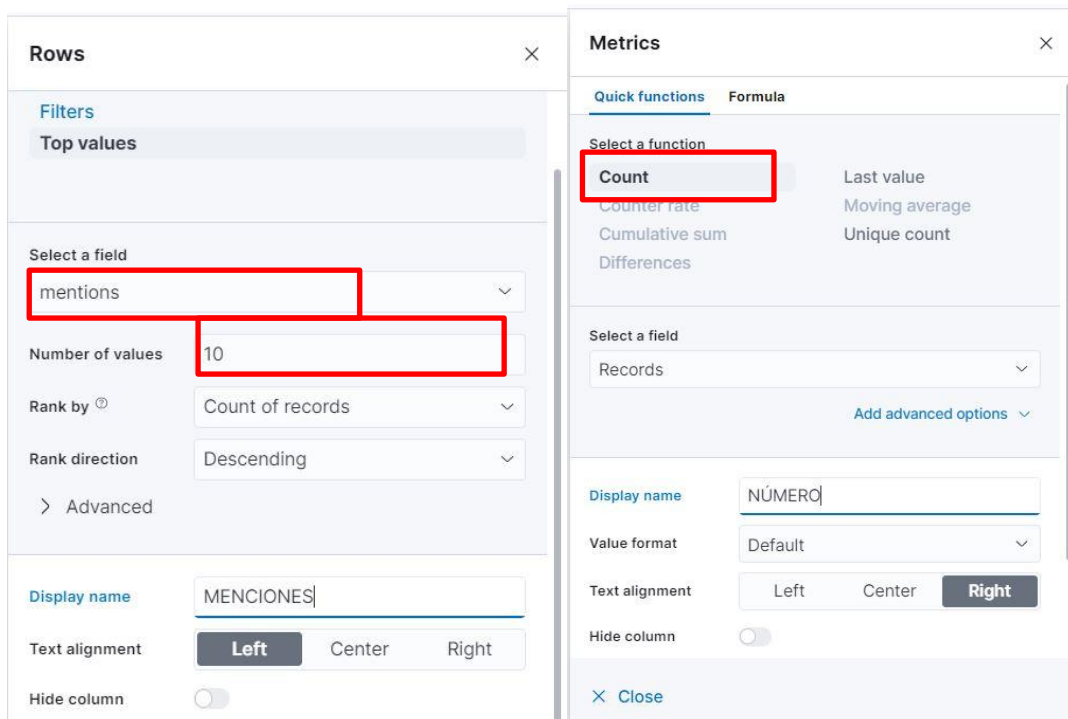 Rows
Filters
Top values
Select a field
mentions
Number of values 10
Rank by Count of records
Rank direction Descending
Advanced
Display name MENCIONES
Text alignment Left Center Right
Hide column
Metrics
Quick functions Formula
Select a function
Count Last value
Counter rate Moving average
Cumulative sum Unique count
Differences
Select a field
Records
Add advanced options
Display name NÚMERO
Value format Default
Text alignment Left Center Right
Hide column
Close